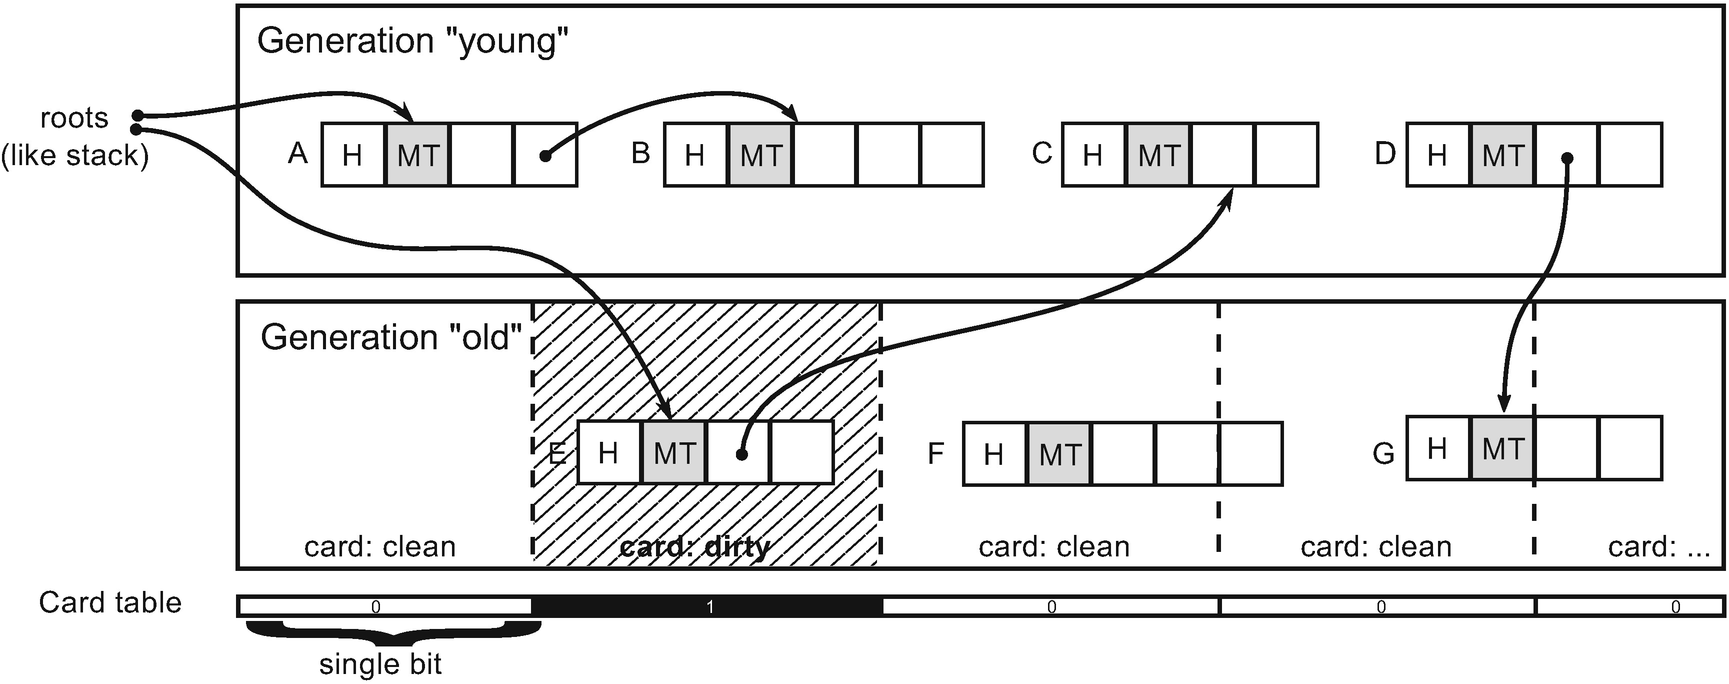 Generation "young"
roots
(like stack)
A H MT
B H MT
C H MT
D H MT
Generation "old"
E H MT
F H MT
G H MT
card: clean
card: dirty
card: clean
card: clean
card: ...
Card table
0 1 0 0 0
single bit